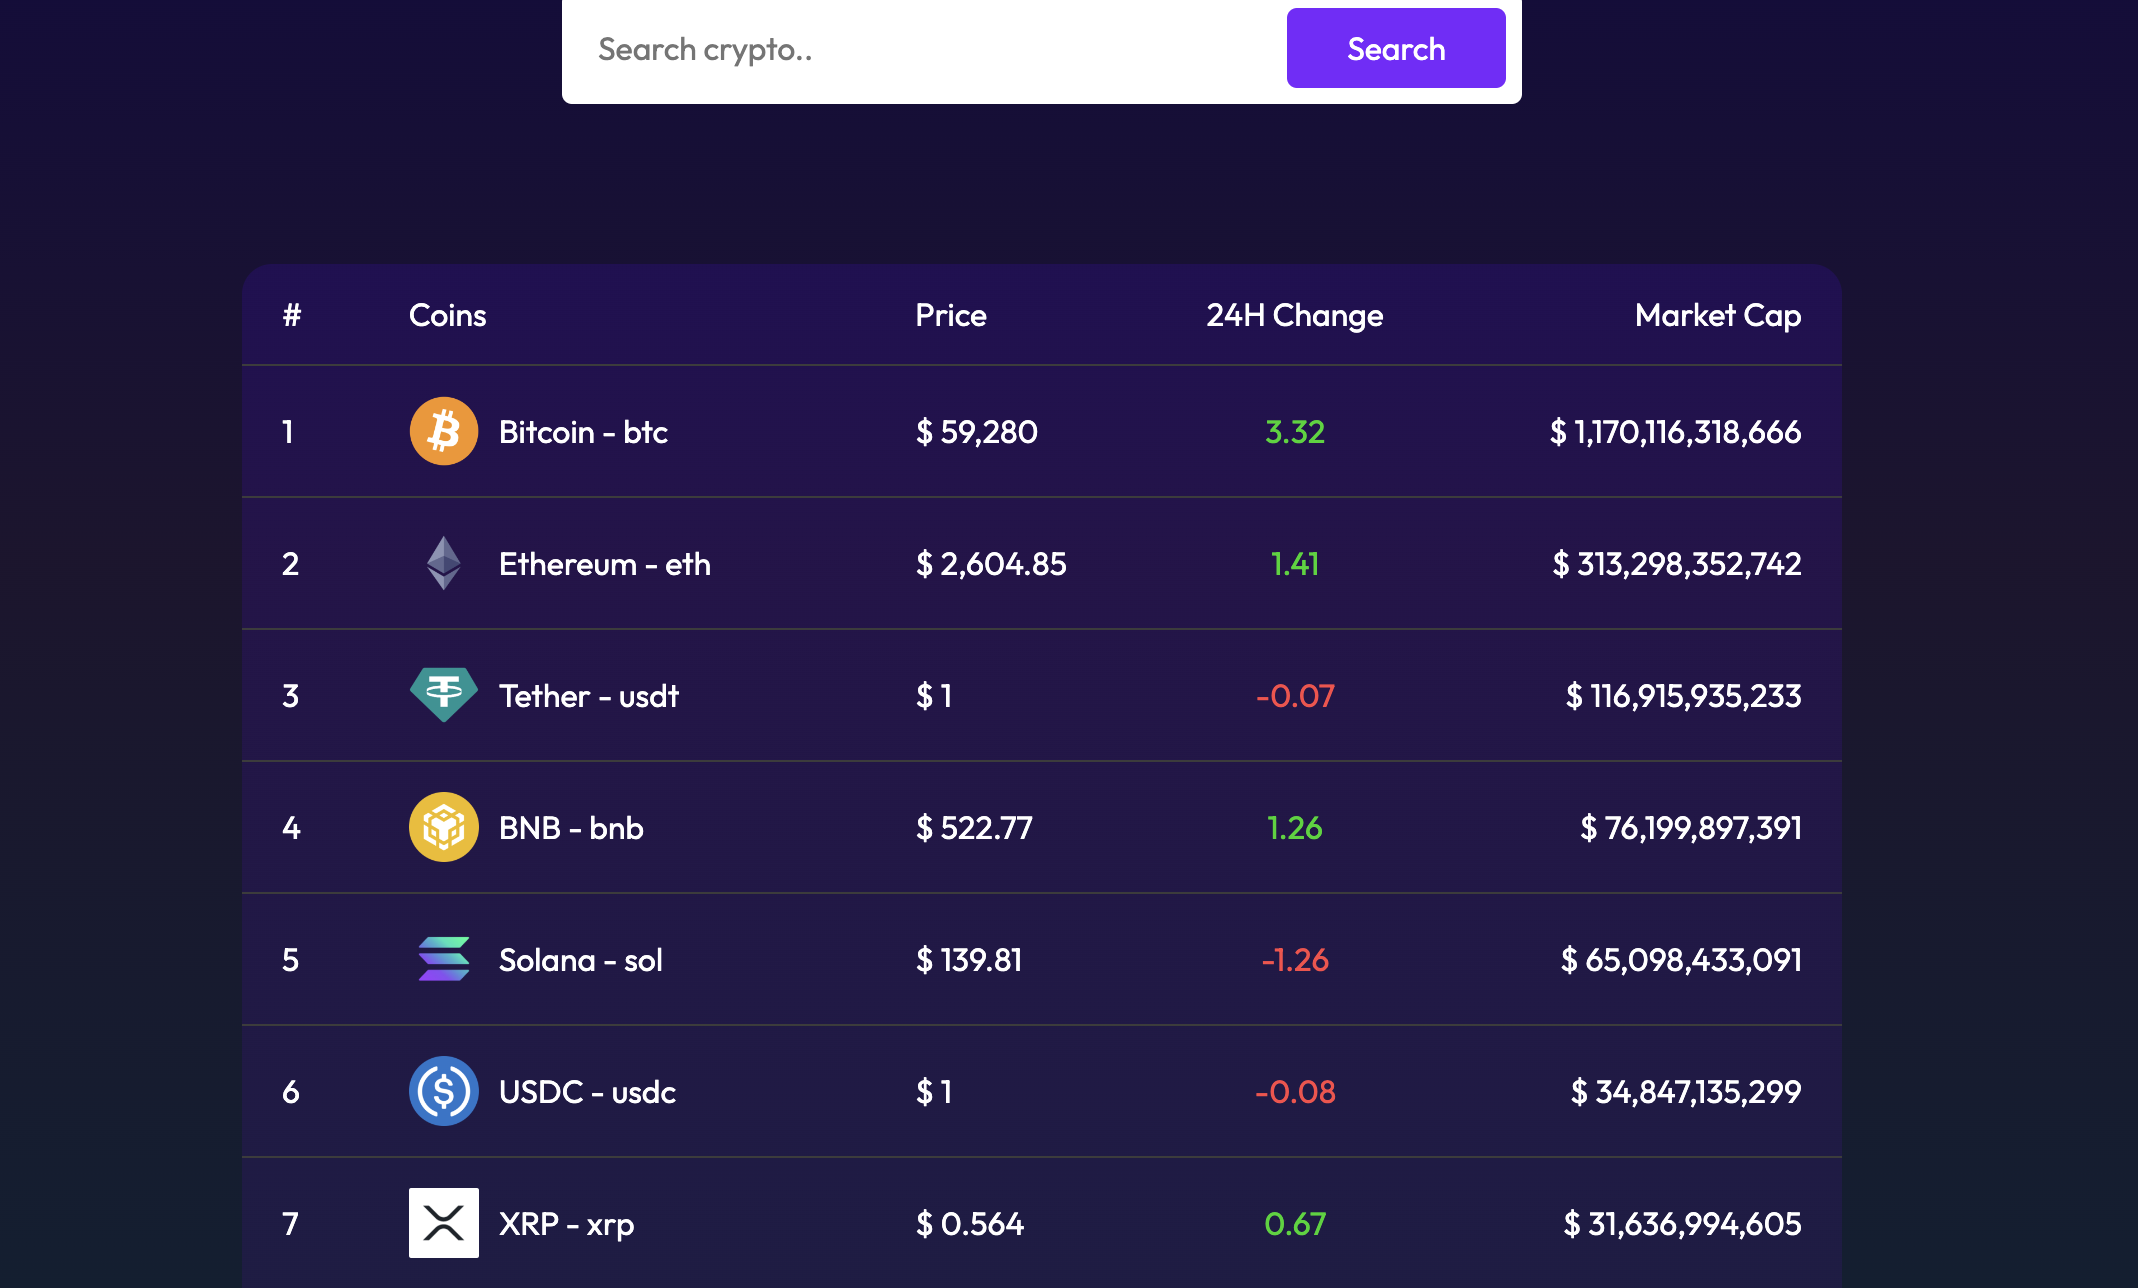 Search crypto.. Search
# Coins Price 24H Change Market Cap
1 Bitcoin - btc $ 59,280 3.32 $ 1,170,116,318,666
2 Ethereum - eth $ 2,604.85 1.41 $ 313,298,352,742
3 Tether - usdt $ 1 -0.07 $ 116,915,935,233
4 BNB - bnb $ 522.77 1.26 $ 76,199,897,391
5 Solana - sol $ 139.81 -1.26 $ 65,098,433,091
6 USDC - usdc $ 1 -0.08 $ 34,847,135,299
7 XRP - xrp $ 0.564 0.67 $ 31,636,994,605